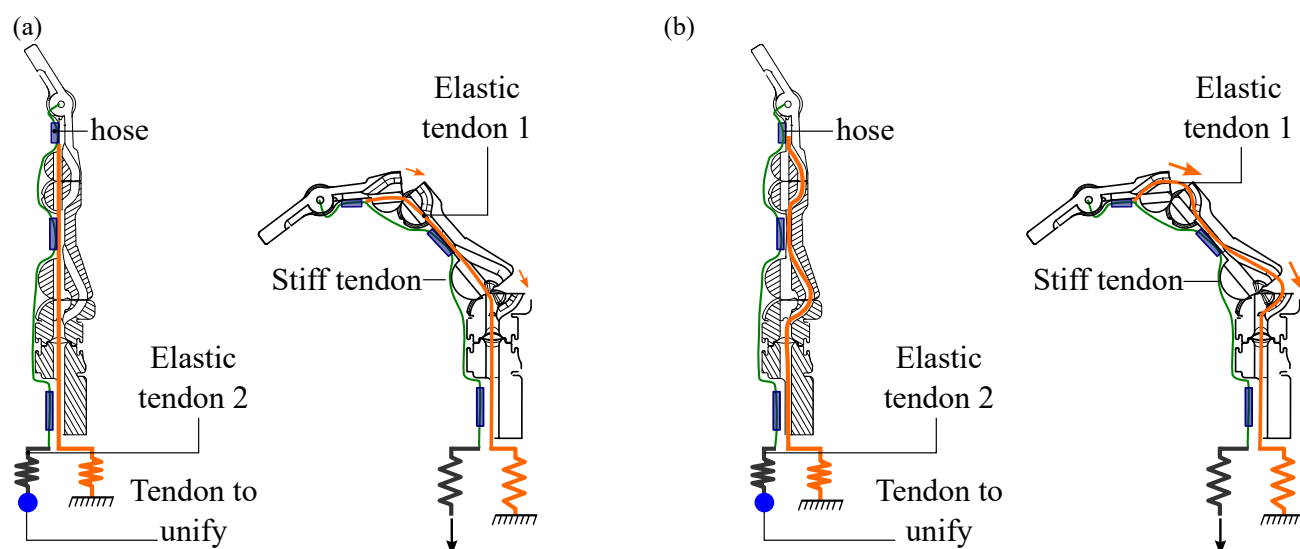 (a)
hose
Elastic
tendon 1
Stiff tendon
Elastic
tendon 2
Tendon to
unify
(b)
hose
Elastic
tendon 1
Stiff tendon
Elastic
tendon 2
Tendon to
unify